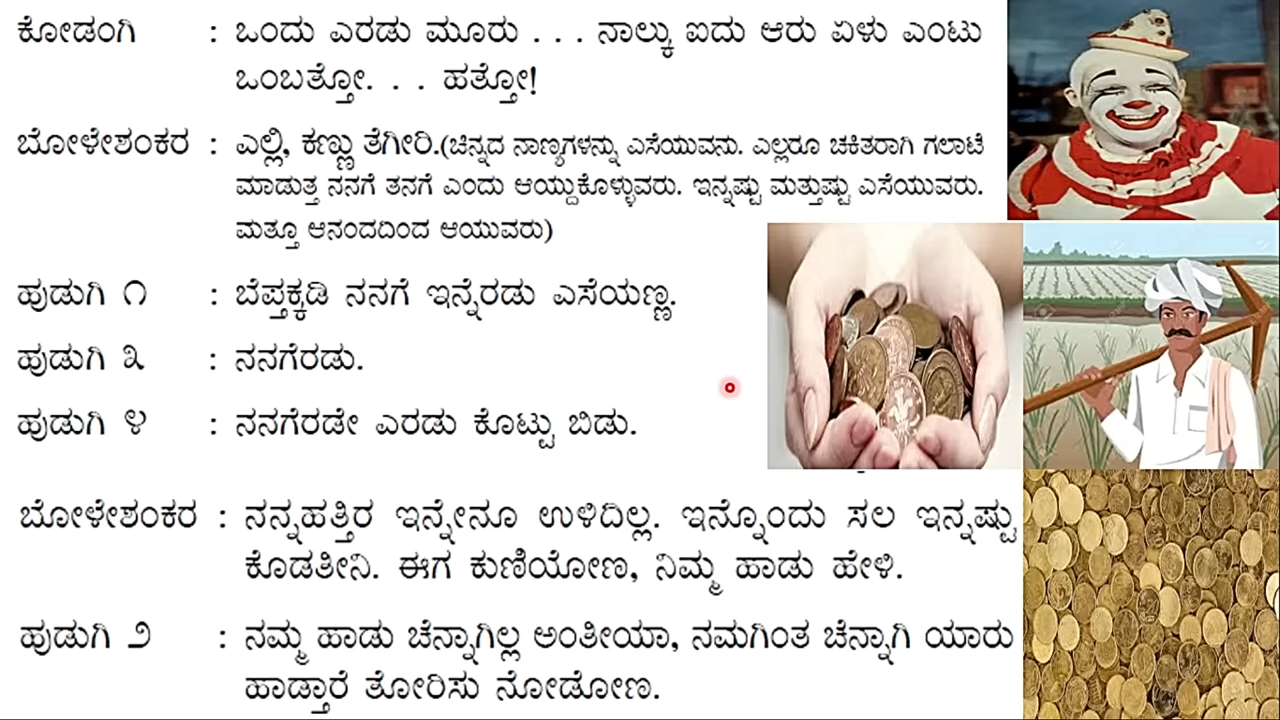 ಕೋಡಂಗಿ : ಒಂದು ಎರಡು ಮೂರು . . . ನಾಲ್ಕು ಐದು ಆರು ಏಳು ಎಂಟು
ಒಂಬತ್ತೋ. . . ಹತ್ತೋ!
ಬೋಳೇಶಂಕರ : ಎಲ್ಲಿ, ಕಣ್ಣು ತೆಗೀರಿ.(ಚಿನ್ನದ ನಾಣ್ಯಗಳನ್ನು ಎಸೆಯುವನು. ಎಲ್ಲರೂ ಚಕಿತರಾಗಿ ಗಲಾಟೆ
ಮಾಡುತ್ತ ನನಗೆ ತನಗೆ ಎಂದು ಆಯ್ದುಕೊಳ್ಳುವರು. ಇನ್ನಷ್ಟು ಮತ್ತುಷ್ಟು ಎಸೆಯುವರು.
ಮತ್ತೂ ಆನಂದದಿಂದ ಆಯುವರು)
ಹುಡುಗಿ ೧ : ಬೆಪ್ತಕ್ಕಡಿ ನನಗೆ ಇನ್ನೆರಡು ಎಸೆಯಣ್ಣ.
ಹುಡುಗಿ ೩ : ನನಗೆರಡು.
ಹುಡುಗಿ ೪ : ನನಗೆರಡೇ ಎರಡು ಕೊಟ್ಟು ಬಿಡು.
ಬೋಳೇಶಂಕರ : ನನ್ನಹತ್ತಿರ ಇನ್ನೇನೂ ಉಳಿದಿಲ್ಲ. ಇನ್ನೊಂದು ಸಲ ಇನ್ನಷ್ಟು
ಕೊಡತೀನಿ. ಈಗ ಕುಣಿಯೋಣ, ನಿಮ್ಮ ಹಾಡು ಹೇಳಿ.
ಹುಡುಗಿ ೨ : ನಮ್ಮ ಹಾಡು ಚೆನ್ನಾಗಿಲ್ಲ ಅಂತೀಯಾ, ನಮಗಿಂತ ಚೆನ್ನಾಗಿ ಯಾರು
ಹಾಡ್ತಾರೆ ತೋರಿಸು ನೋಡೋಣ.